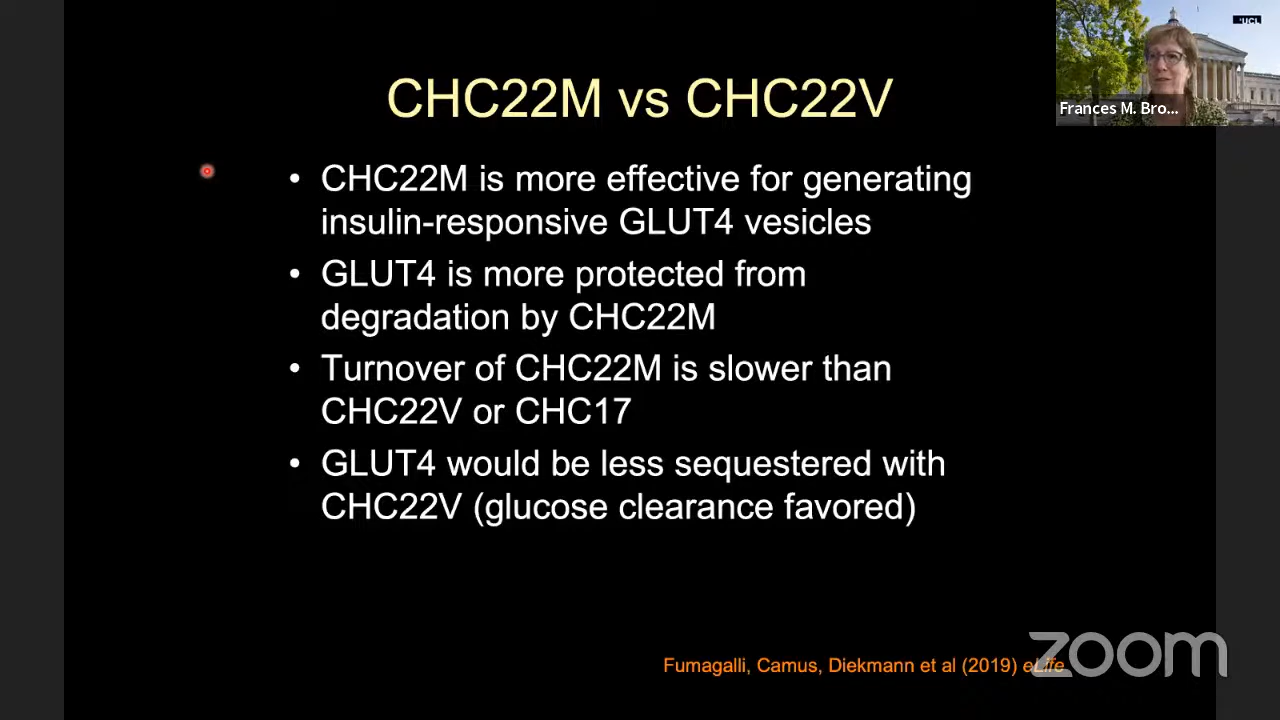 UCL
Frances M. Bro...
CHC22M vs CHC22V
• CHC22M is more effective for generating
insulin-responsive GLUT4 vesicles
• GLUT4 is more protected from
degradation by CHC22M
• Turnover of CHC22M is slower than
CHC22V or CHC17
• GLUT4 would be less sequestered with
CHC22V (glucose clearance favored)
Fumagalli, Camus, Diekmann et al (2019) eLife
zoom